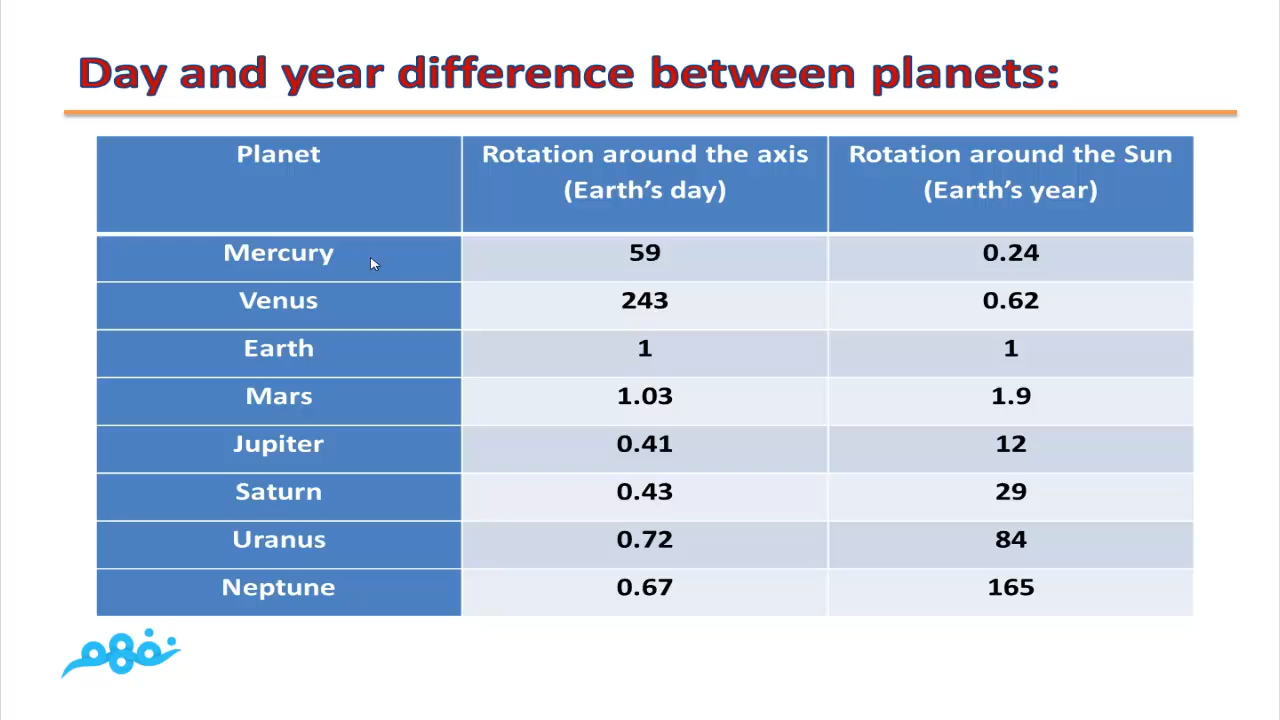 Day and year difference between planets:
Planet Rotation around the axis Rotation around the Sun
(Earth’s day) (Earth’s year)
Mercury 59 0.24
Venus 243 0.62
Earth 1 1
Mars 1.03 1.9
Jupiter 0.41 12
Saturn 0.43 29
Uranus 0.72 84
Neptune 0.67 165
نفهم